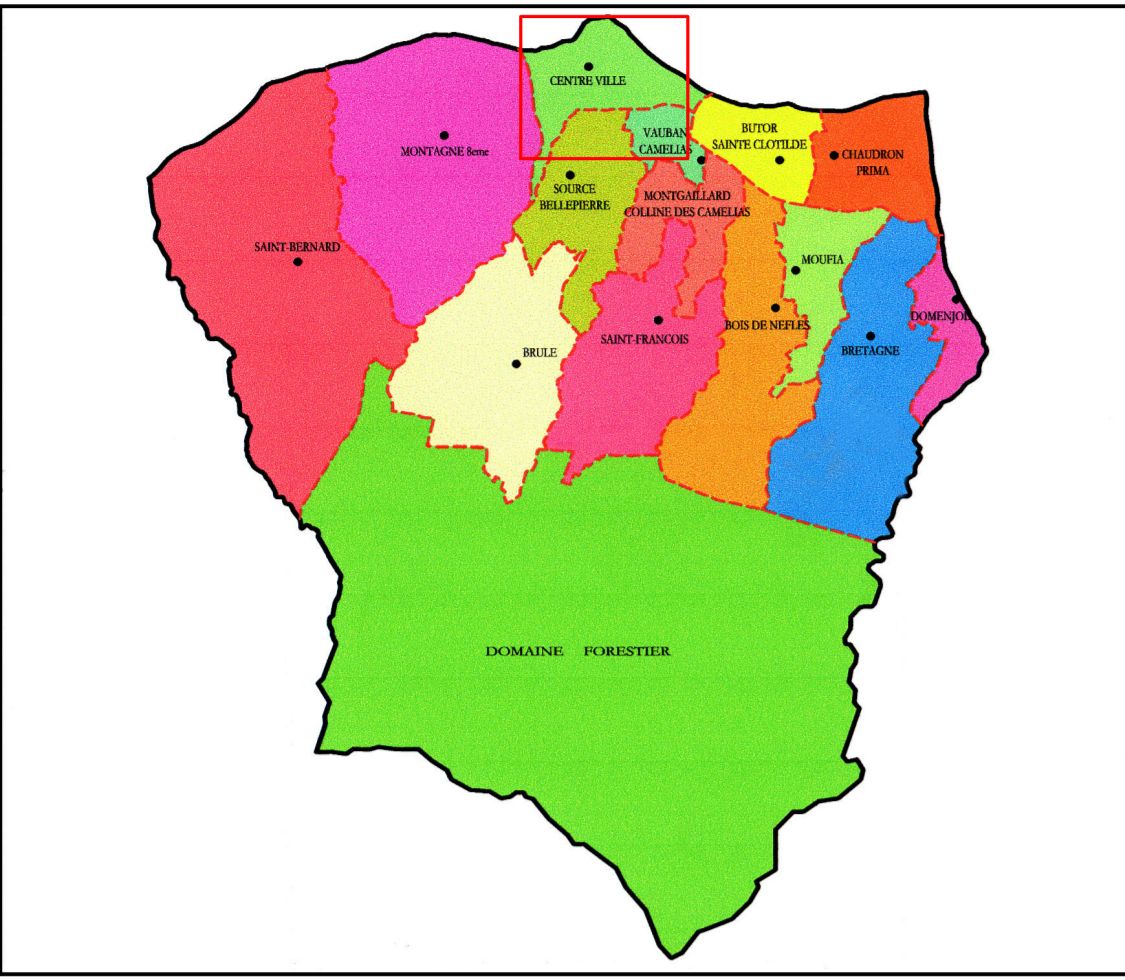 CENTRE VILLE
MONTAGNE 8eme
VAUBAN
CAMELIAS
BUTOR
SAINTE CLOTILDE
CHAUDRON
PRIMA
SOURCE
BELLEPIERRE
MONTGAILLARD
COLLINE DES CAMELIAS
SAINT-BERNARD
MOUFIA
DOMENJOD
BOIS DE NEFLES
SAINT-FRANCOIS
BRETAGNE
BRULE
DOMAINE FORESTIER